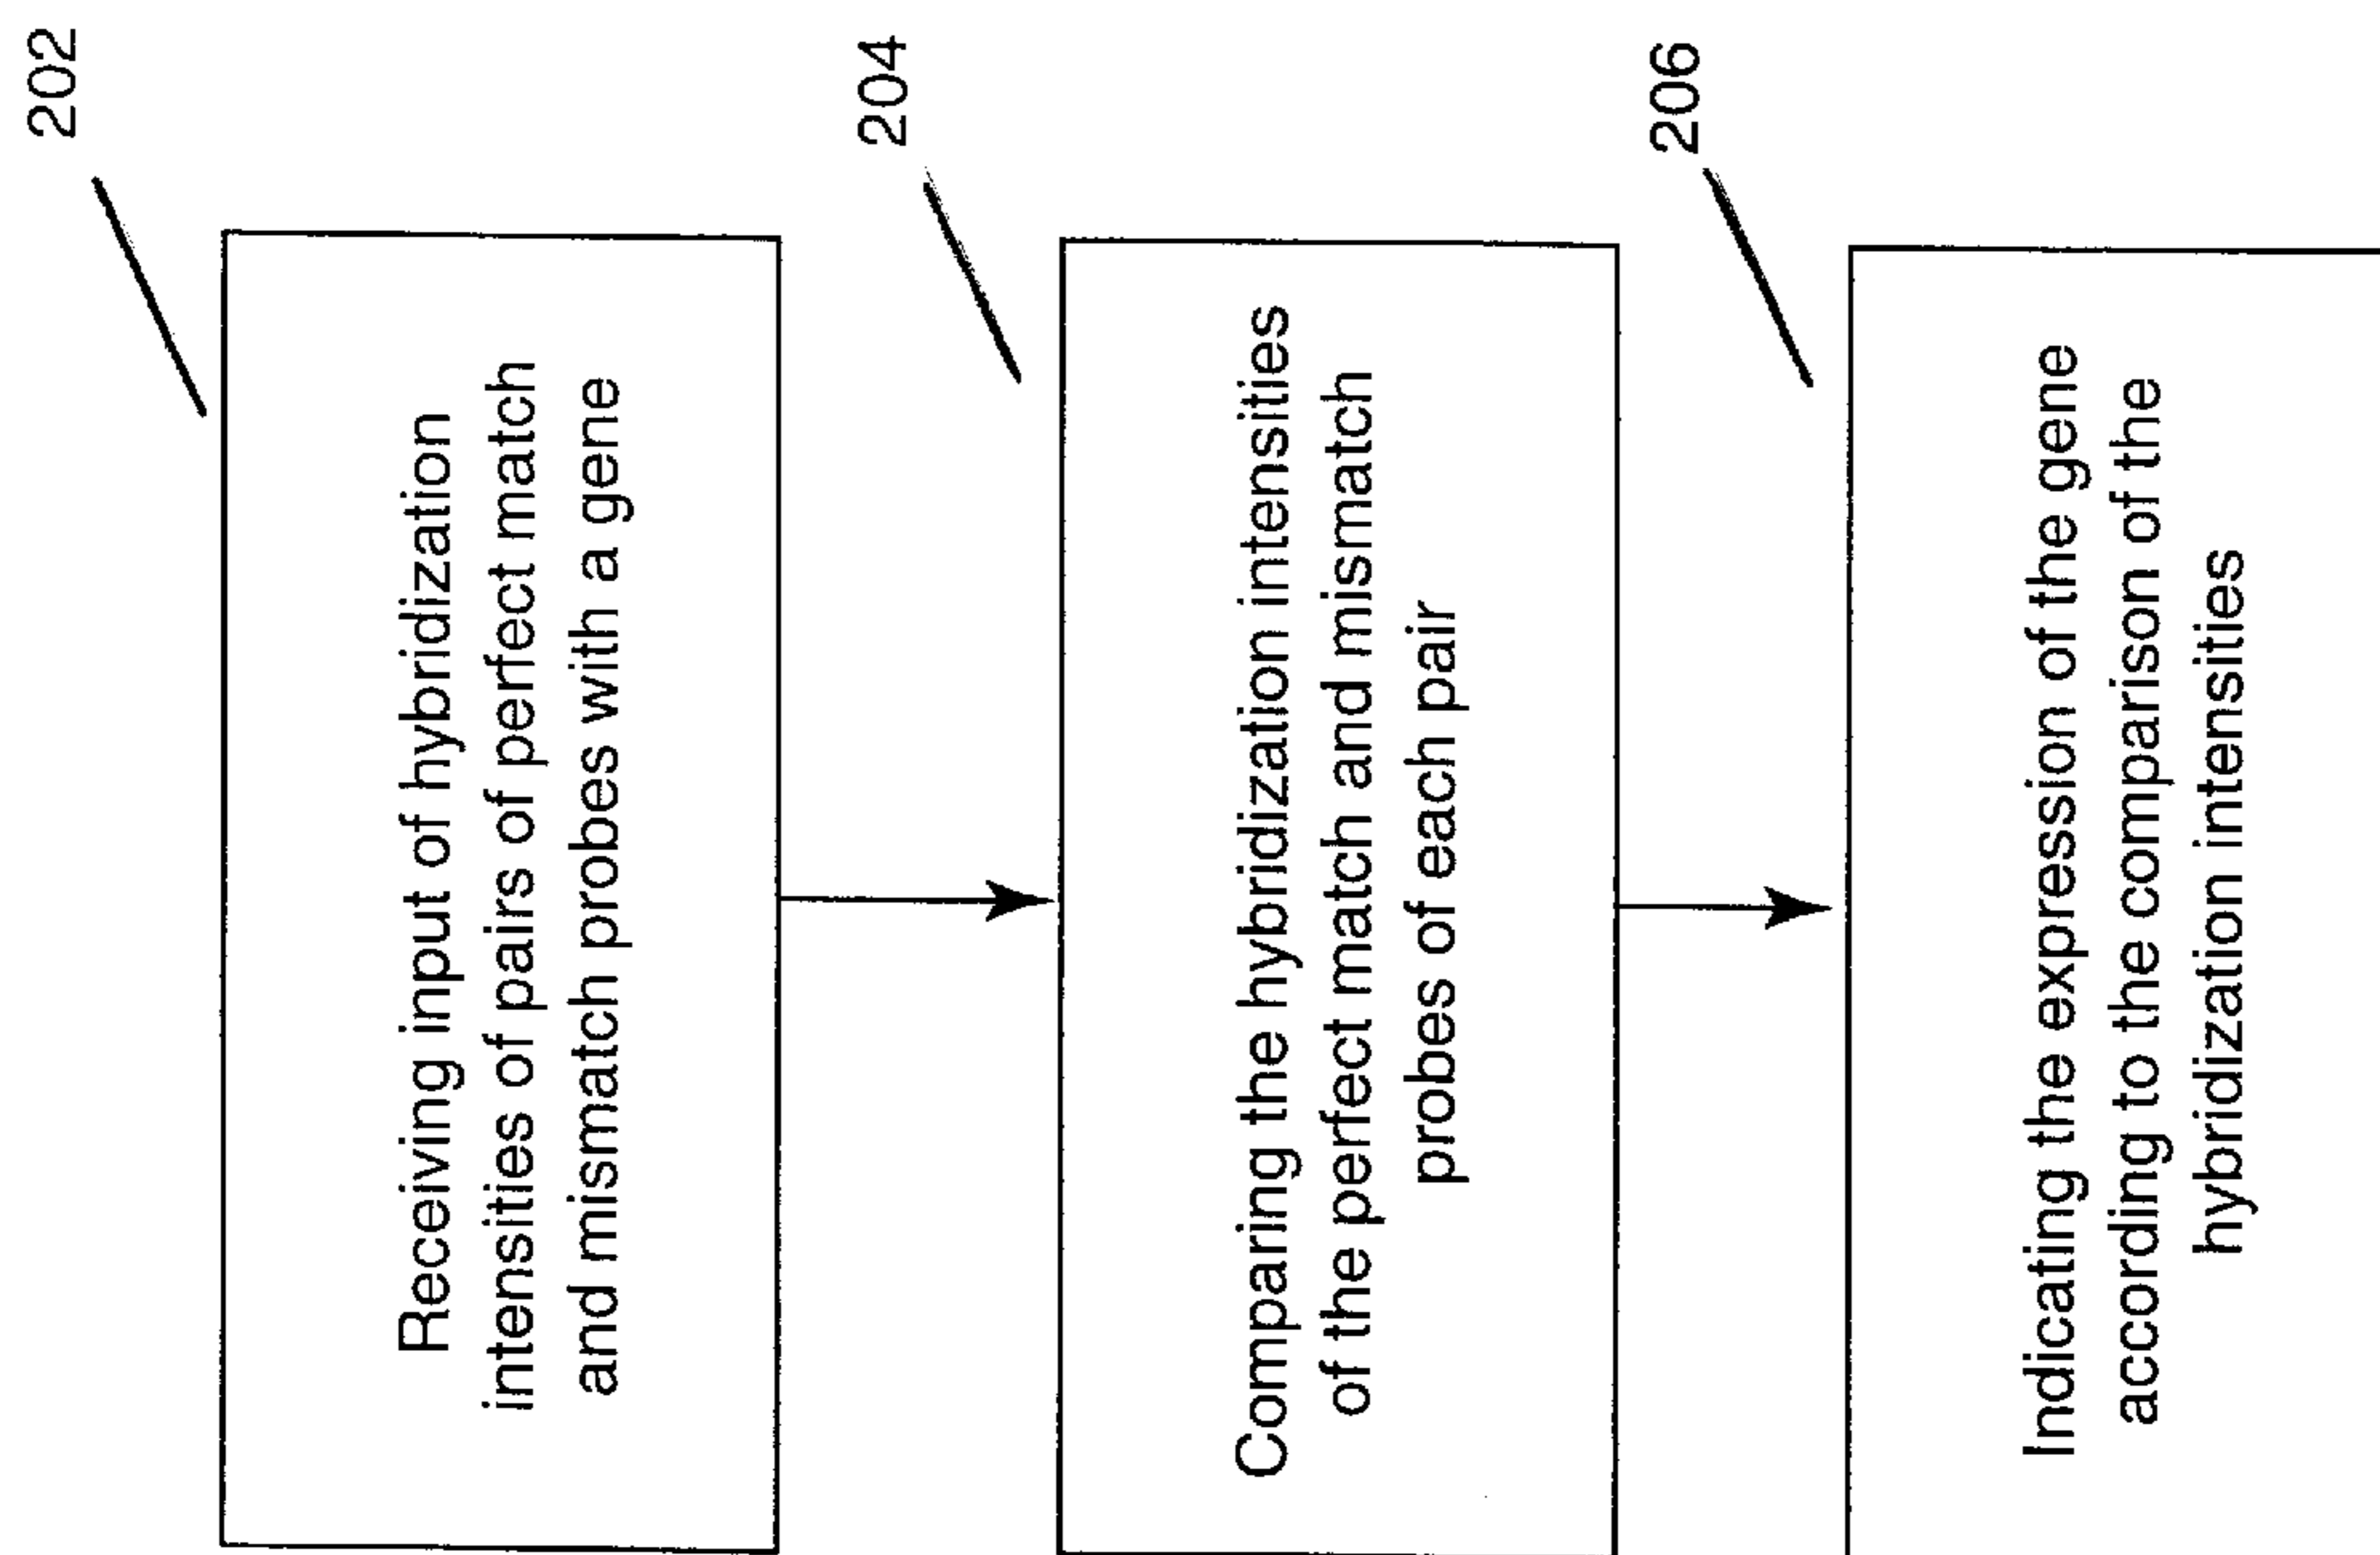 202
Receiving input of hybridization
intensities of pairs of perfect match
and mismatch probes with a gene
204
Comparing the hybridization intensities
of the perfect match and mismatch
probes of each pair
206
Indicating the expression of the gene
according to the comparison of the
hybridization intensities